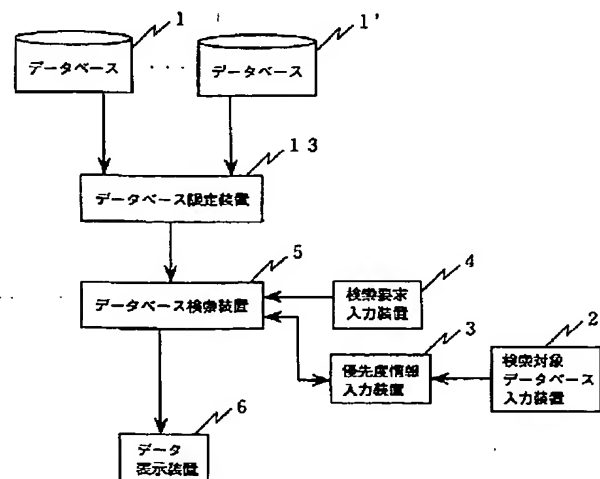 1
1'
データベース
・・・
データベース
13
データベース限定装置
5
データベース検索装置
4
検索要求
入力装置
3
優先度情報
入力装置
2
検索対象
データベース
入力装置
6
データ
表示装置